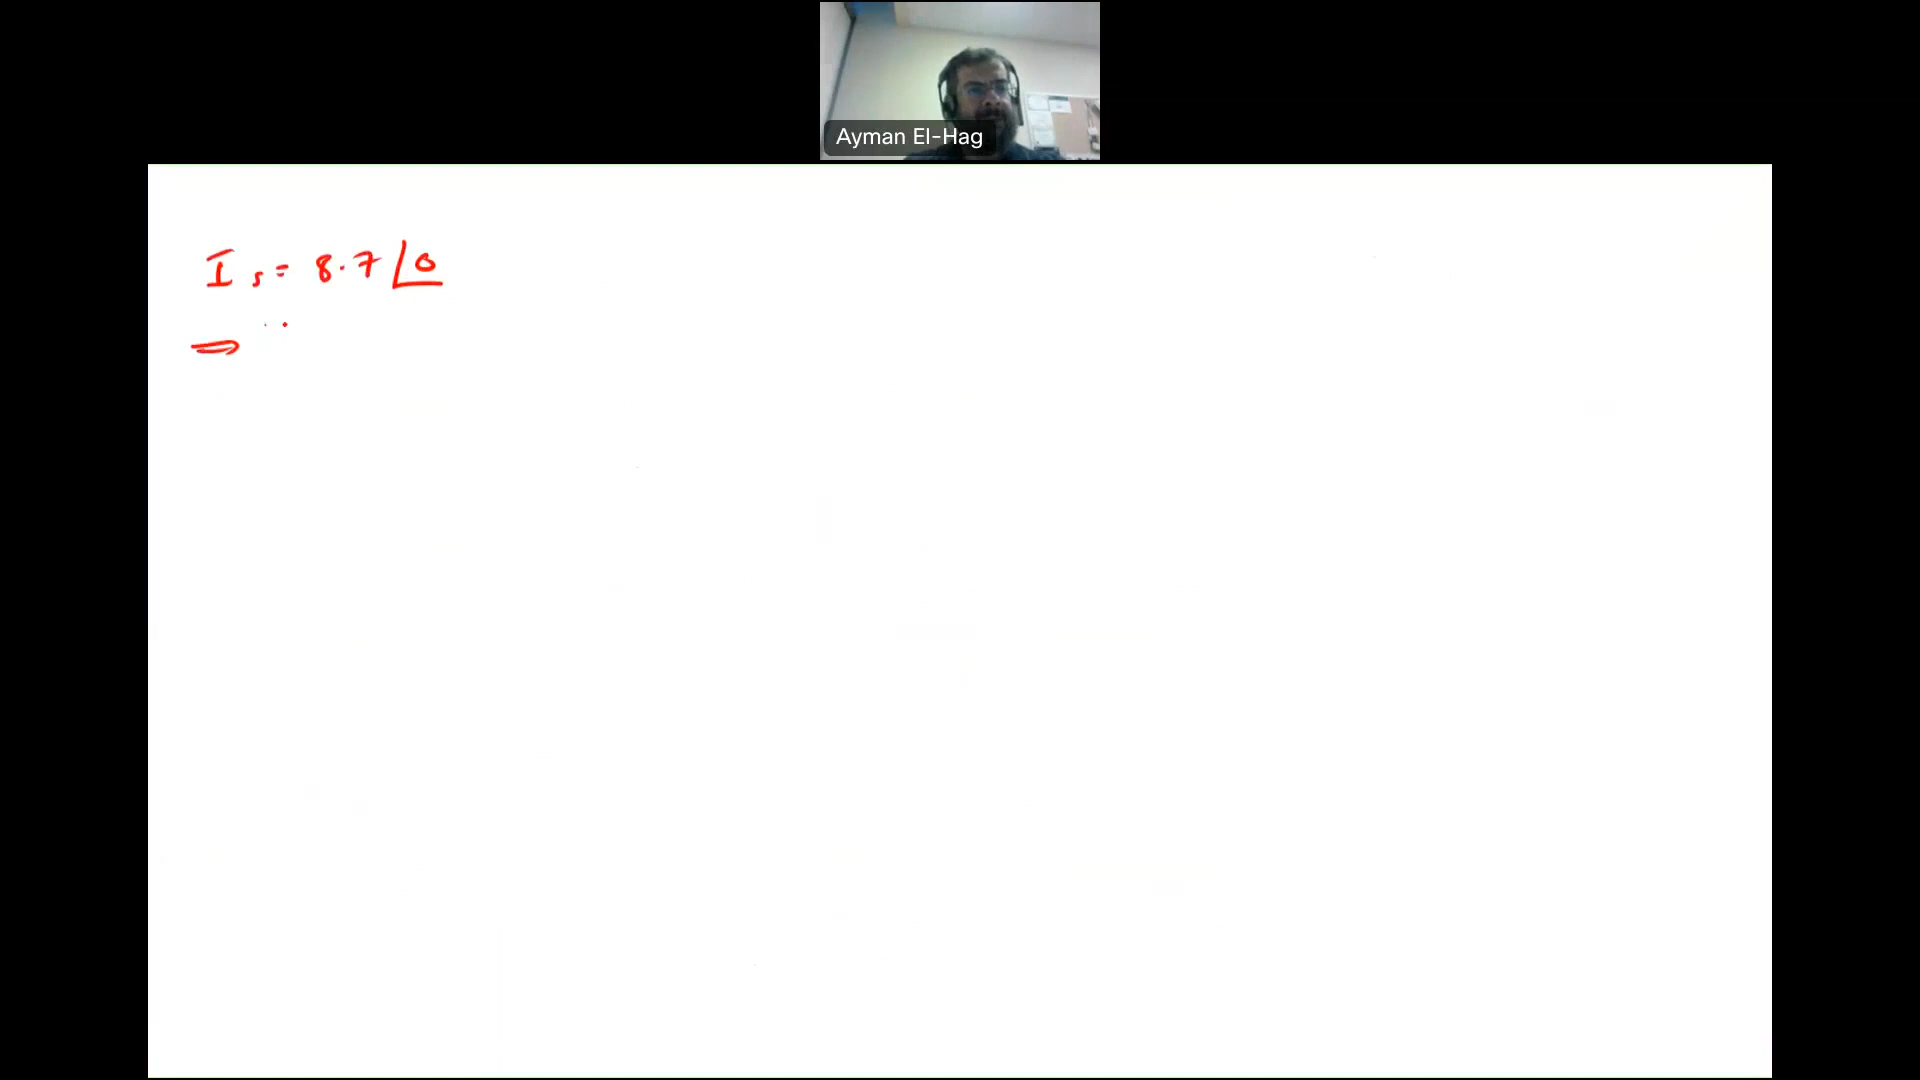 Ayman El-Hag
I s = 8.7 ∠0
⇒